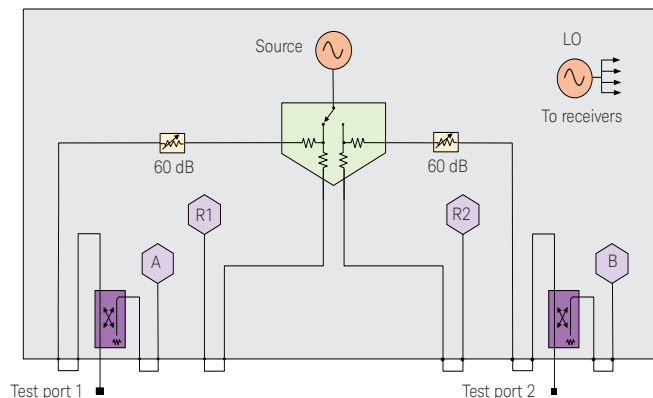 Source
LO
To receivers
60 dB
60 dB
R1
R2
A
B
Test port 1
Test port 2